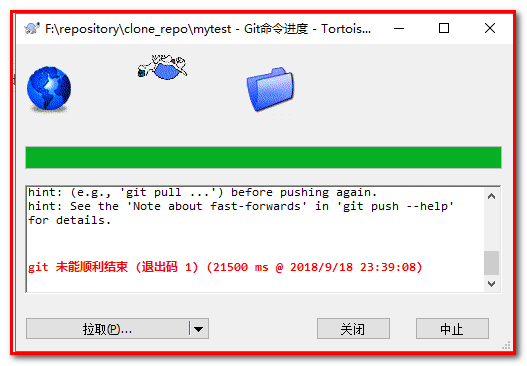 F:\repository\clone_repo\mytest - Git命令进度 - Tortois...
hint: (e.g., 'git pull ...') before pushing again.
hint: See the 'Note about fast-forwards' in 'git push --help'
for details.
git 未能顺利结束 (退出码 1) (21500 ms @ 2018/9/18 23:39:08)
拉取(P)...
关闭
中止